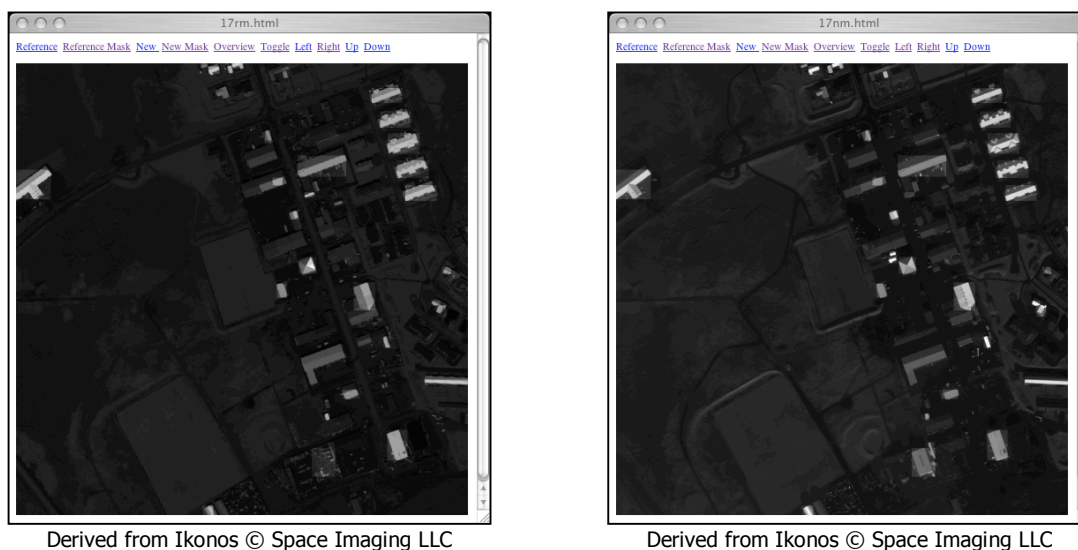 17rm.html
Reference Reference Mask New New Mask Overview Toggle Left Right Up Down
Derived from Ikonos © Space Imaging LLC
17nm.html
Reference Reference Mask New New Mask Overview Toggle Left Right Up Down
Derived from Ikonos © Space Imaging LLC